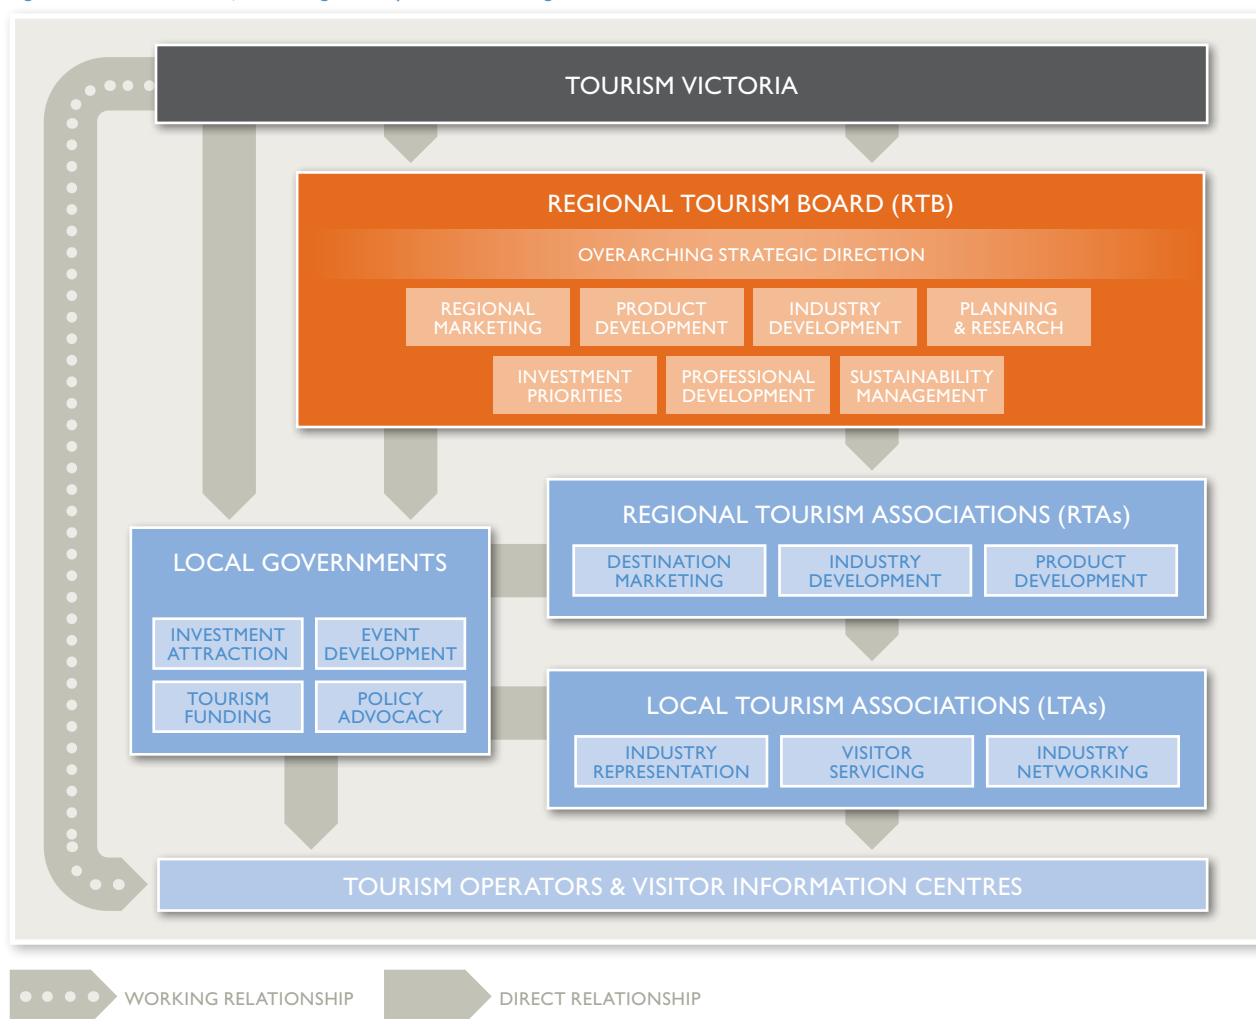 TOURISM VICTORIA
REGIONAL TOURISM BOARD (RTB)
OVERARCHING STRATEGIC DIRECTION
REGIONAL
MARKETING
PRODUCT
DEVELOPMENT
INDUSTRY
DEVELOPMENT
PLANNING
& RESEARCH
INVESTMENT
PRIORITIES
PROFESSIONAL
DEVELOPMENT
SUSTAINABILITY
MANAGEMENT
REGIONAL TOURISM ASSOCIATIONS (RTAs)
DESTINATION
MARKETING
INDUSTRY
DEVELOPMENT
PRODUCT
DEVELOPMENT
LOCAL GOVERNMENTS
INVESTMENT
ATTRACTION
EVENT
DEVELOPMENT
TOURISM
FUNDING
POLICY
ADVOCACY
LOCAL TOURISM ASSOCIATIONS (LTAs)
INDUSTRY
REPRESENTATION
VISITOR
SERVICING
INDUSTRY
NETWORKING
TOURISM OPERATORS & VISITOR INFORMATION CENTRES
WORKING RELATIONSHIP
DIRECT RELATIONSHIP